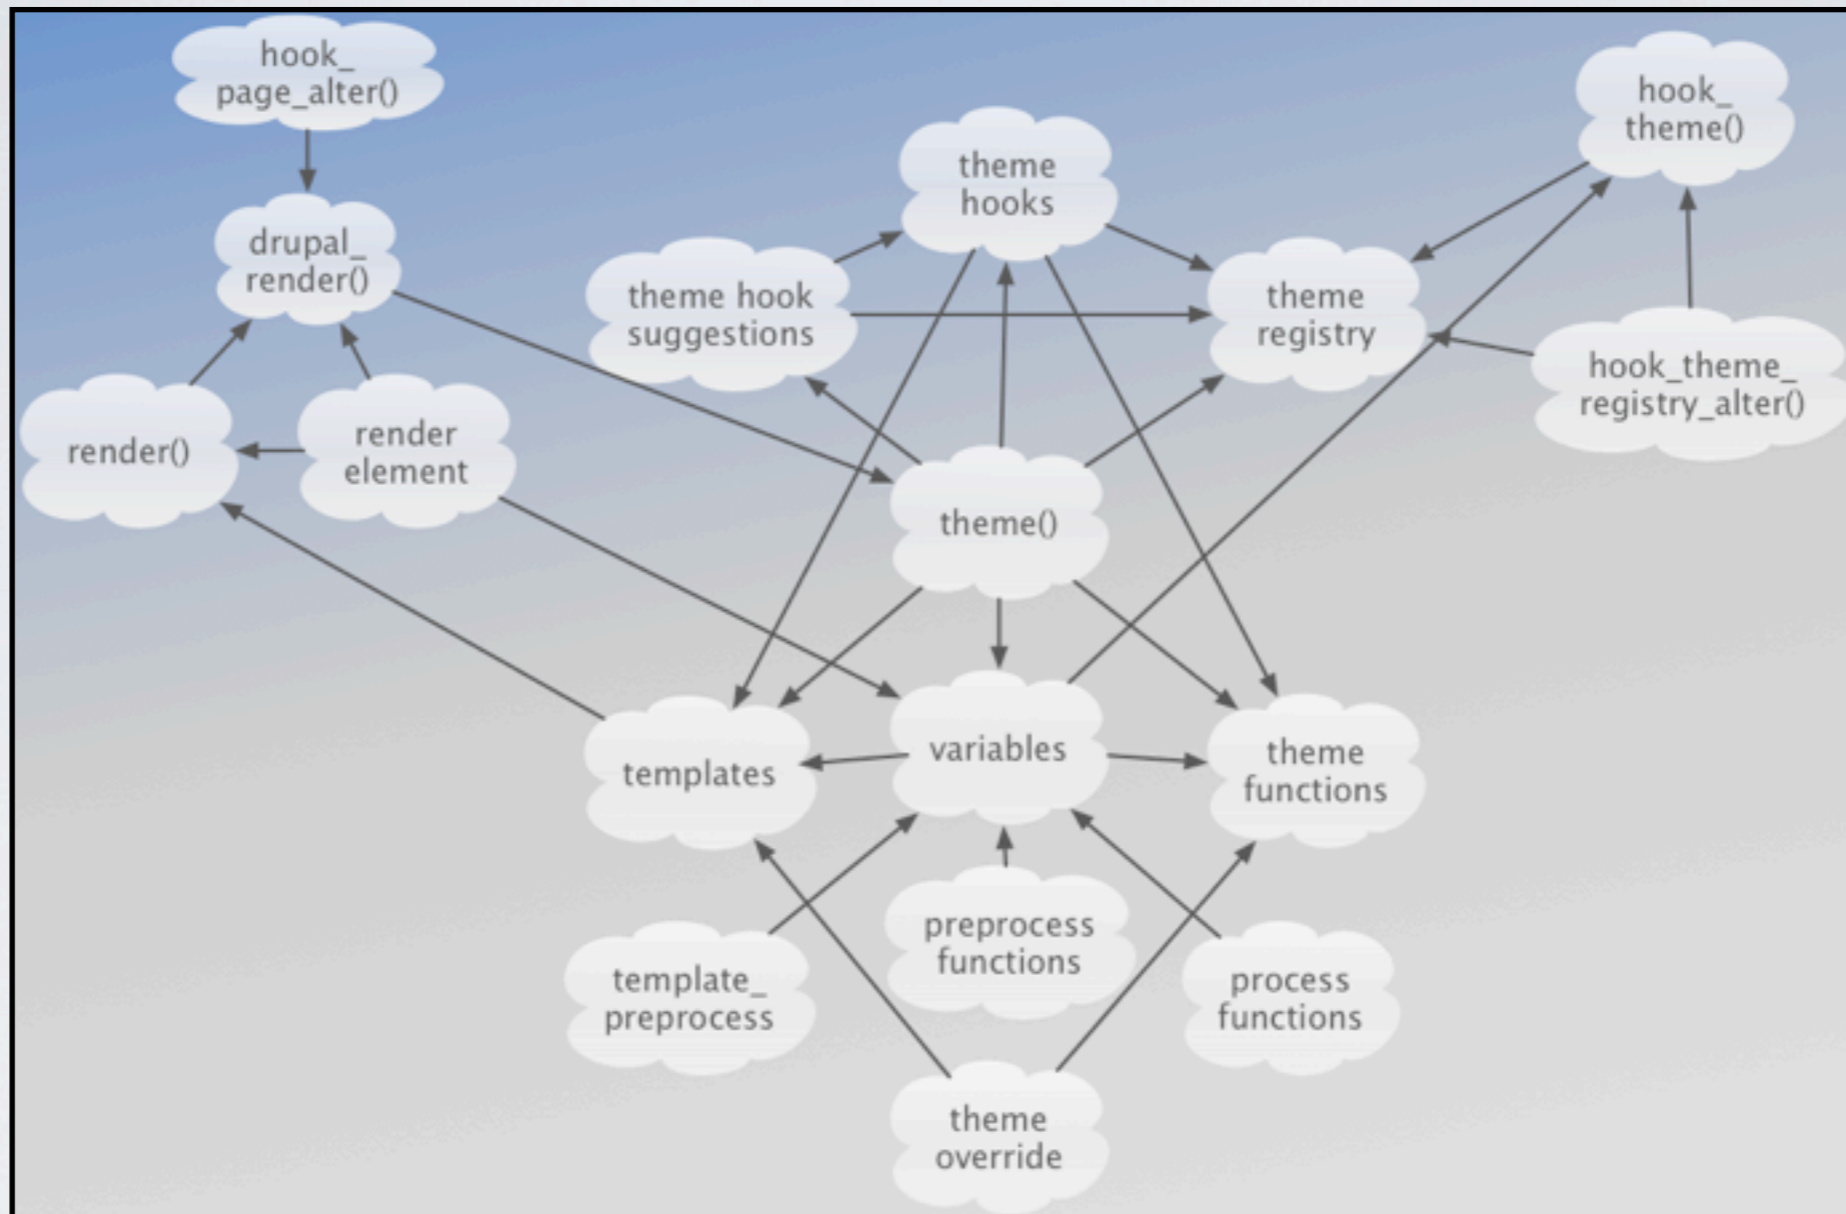 hook_
page_alter()
hook_
theme()
theme
hooks
drupal_
render()
theme hook
suggestions
theme
registry
hook_theme_
registry_alter()
render()
render
element
theme()
templates
variables
theme
functions
template_
preprocess
preprocess
functions
process
functions
theme
override